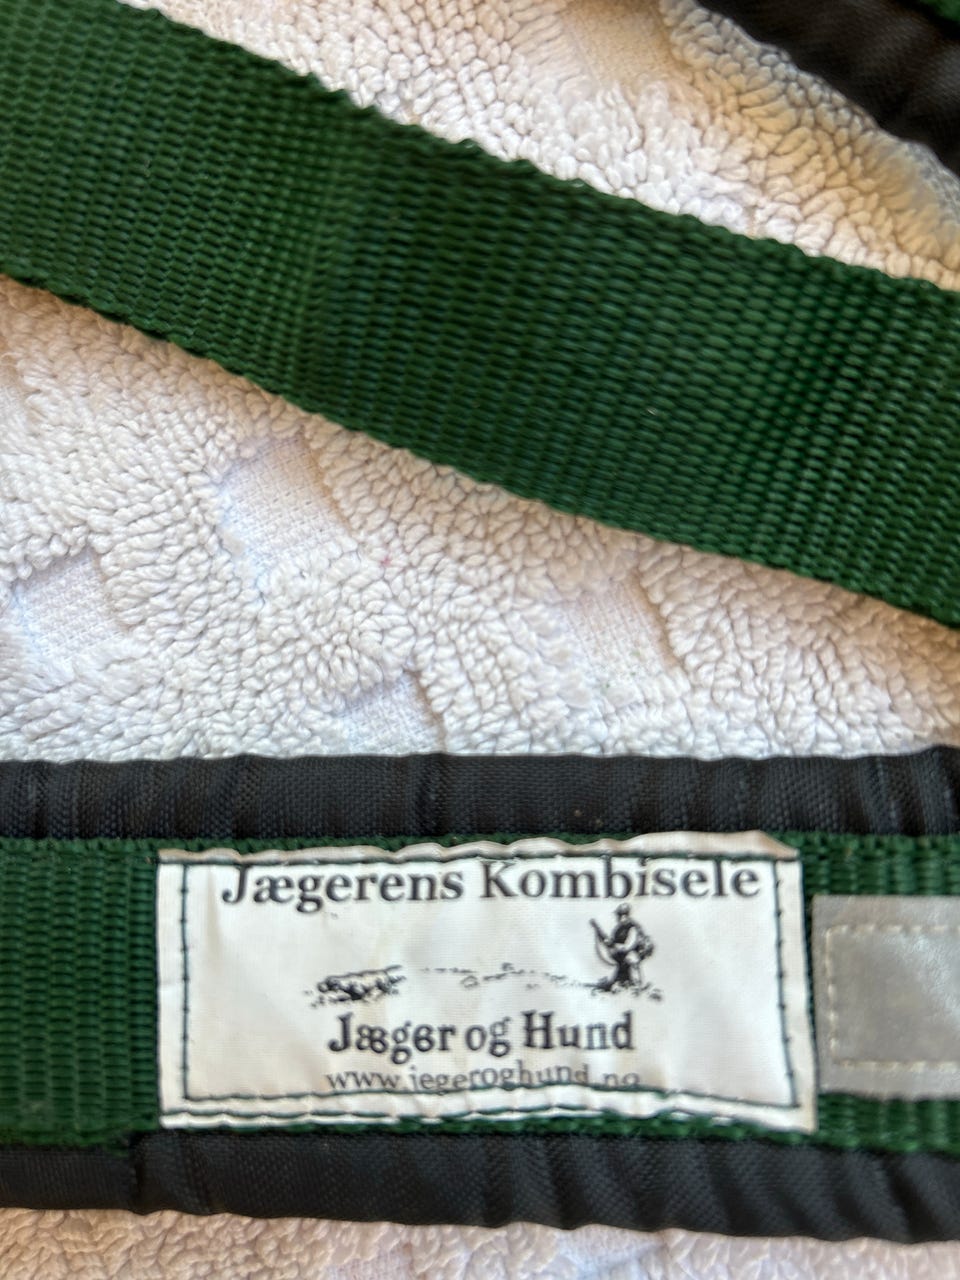 Jægerens Kombisele
Jæger og Hund
www.jegeroghund.no